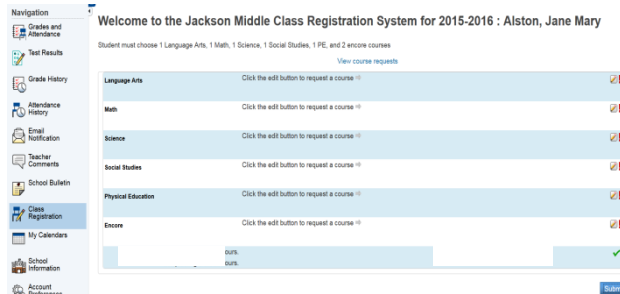 Navigation
Grades and
Attendance
Test Results
Grade History
Attendance
History
Email
Notification
Teacher
Comments
School Bulletin
Class
Registration
My Calendars
School
Information
Account
Preferences
Welcome to the Jackson Middle Class Registration System for 2015-2016 : Alston, Jane Mary
Student must choose 1 Language Arts, 1 Math, 1 Science, 1 Social Studies, 1 PE, and 2 encore courses
View course requests
Language Arts Click the edit button to request a course
Math Click the edit button to request a course
Science Click the edit button to request a course
Social Studies Click the edit button to request a course
Physical Education Click the edit button to request a course
Encore Click the edit button to request a course
ours.
ours.
Subm